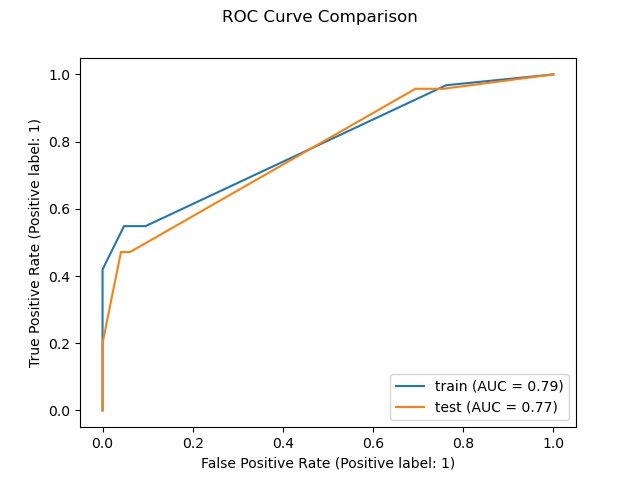 ROC Curve Comparison
1.0
0.8
0.6
0.4
0.2
0.0
True Positive Rate (Positive label: 1)
train (AUC = 0.79)
test (AUC = 0.77)
0.0 0.2 0.4 0.6 0.8 1.0
False Positive Rate (Positive label: 1)